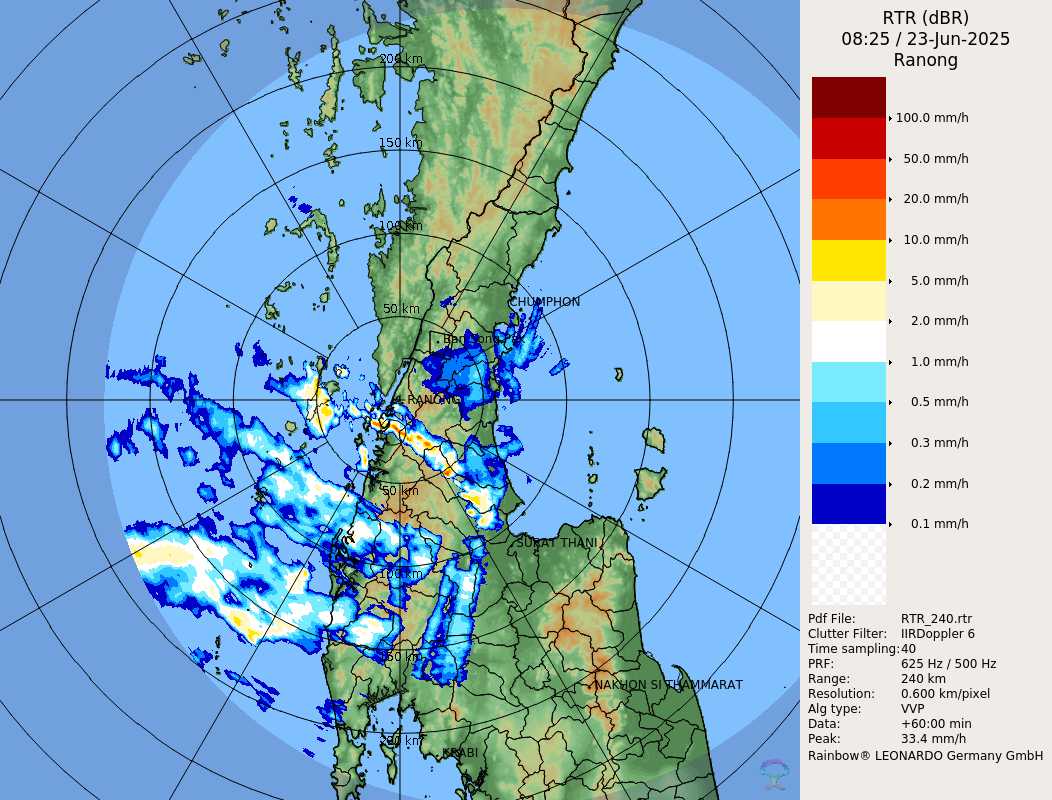 RTR (dBR)
08:25 / 23-Jun-2025
Ranong
100.0 mm/h
50.0 mm/h
20.0 mm/h
10.0 mm/h
5.0 mm/h
2.0 mm/h
1.0 mm/h
0.5 mm/h
0.3 mm/h
0.2 mm/h
0.1 mm/h
Pdf File: RTR_240.rtr
Clutter Filter: IIRDoppler 6
Time sampling: 40
PRF: 625 Hz / 500 Hz
Range: 240 km
Resolution: 0.600 km/pixel
Alg type: VVP
Data: +60:00 min
Peak: 33.4 mm/h
Rainbow® LEONARDO Germany GmbH
200 km
150 km
100 km
50 km
CHUMPHON
RANONG
50 km
SURAT THANI
100 km
150 km
NAKHON SI THAMMARAT
200 km
KRABI